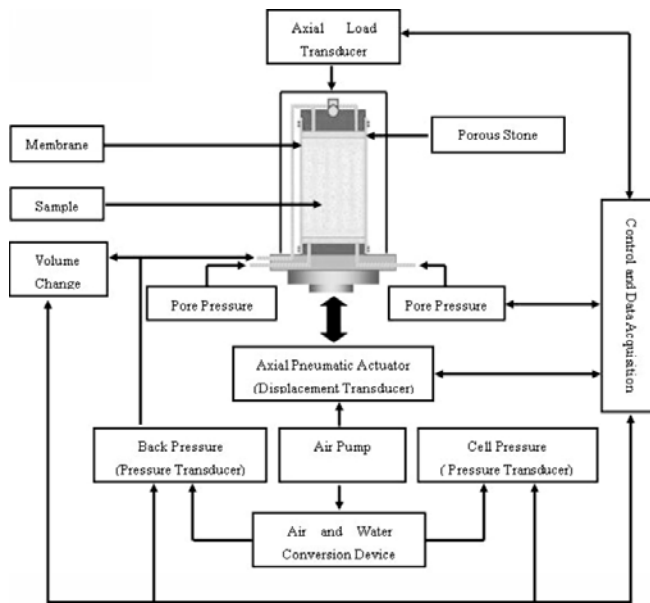 Axial Load
Transducer
Porous Stone
Membrane
Sample
Volume
Change
Pore Pressure
Pore Pressure
Control and Data Acquisition
Axial Pneumatic Actuator
(Displacement Transducer)
Back Pressure
(Pressure Transducer)
Air Pump
Cell Pressure
( Pressure Transducer)
Air and Water
Conversion Device